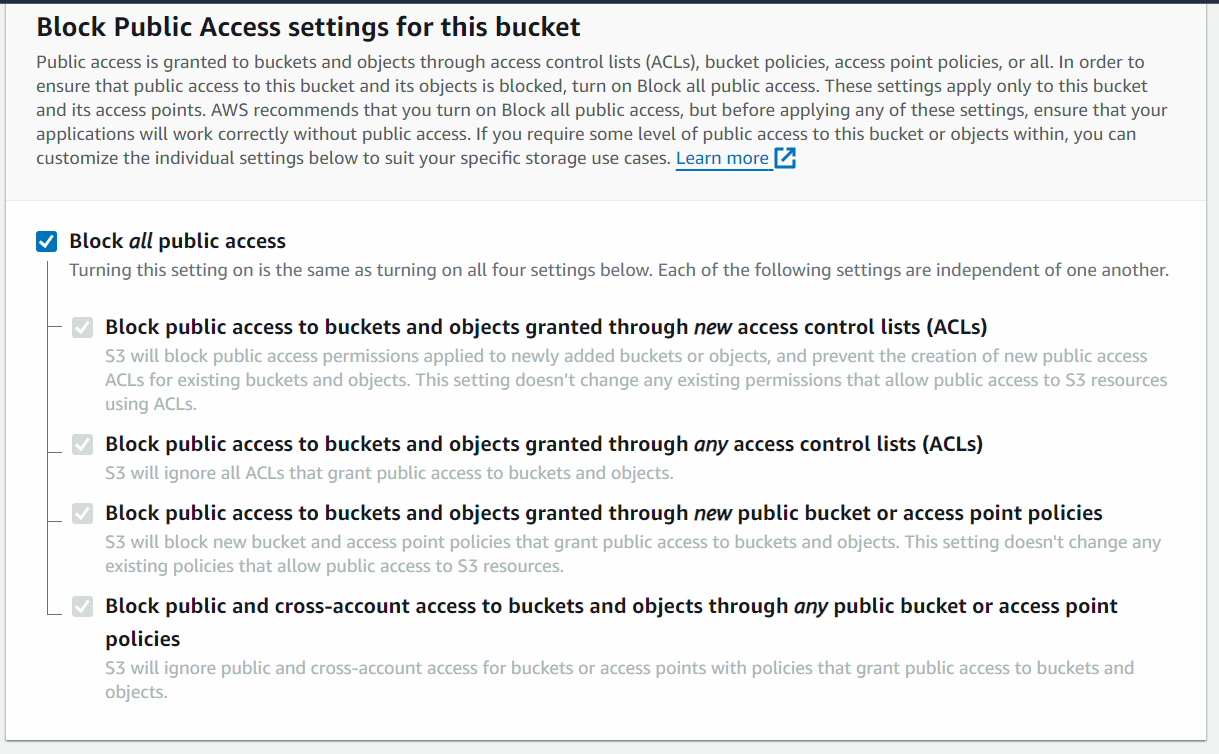 Block Public Access settings for this bucket
Public access is granted to buckets and objects through access control lists (ACLs), bucket policies, access point policies, or all. In order to
ensure that public access to this bucket and its objects is blocked, turn on Block all public access. These settings apply only to this bucket
and its access points. AWS recommends that you turn on Block all public access, but before applying any of these settings, ensure that your
applications will work correctly without public access. If you require some level of public access to this bucket or objects within, you can
customize the individual settings below to suit your specific storage use cases. Learn more
Block all public access
Turning this setting on is the same as turning on all four settings below. Each of the following settings are independent of one another.
Block public access to buckets and objects granted through new access control lists (ACLs)
S3 will block public access permissions applied to newly added buckets or objects, and prevent the creation of new public access
ACLs for existing buckets and objects. This setting doesn’t change any existing permissions that allow public access to S3 resources
using ACLs.
Block public access to buckets and objects granted through any access control lists (ACLs)
S3 will ignore all ACLs that grant public access to buckets and objects.
Block public access to buckets and objects granted through new public bucket or access point policies
S3 will block new bucket and access point policies that grant public access to buckets and objects. This setting doesn't change any
existing policies that allow public access to S3 resources.
Block public and cross-account access to buckets and objects through any public bucket or access point
policies
S3 will ignore public and cross-account access for buckets or access points with policies that grant public access to buckets and
objects.